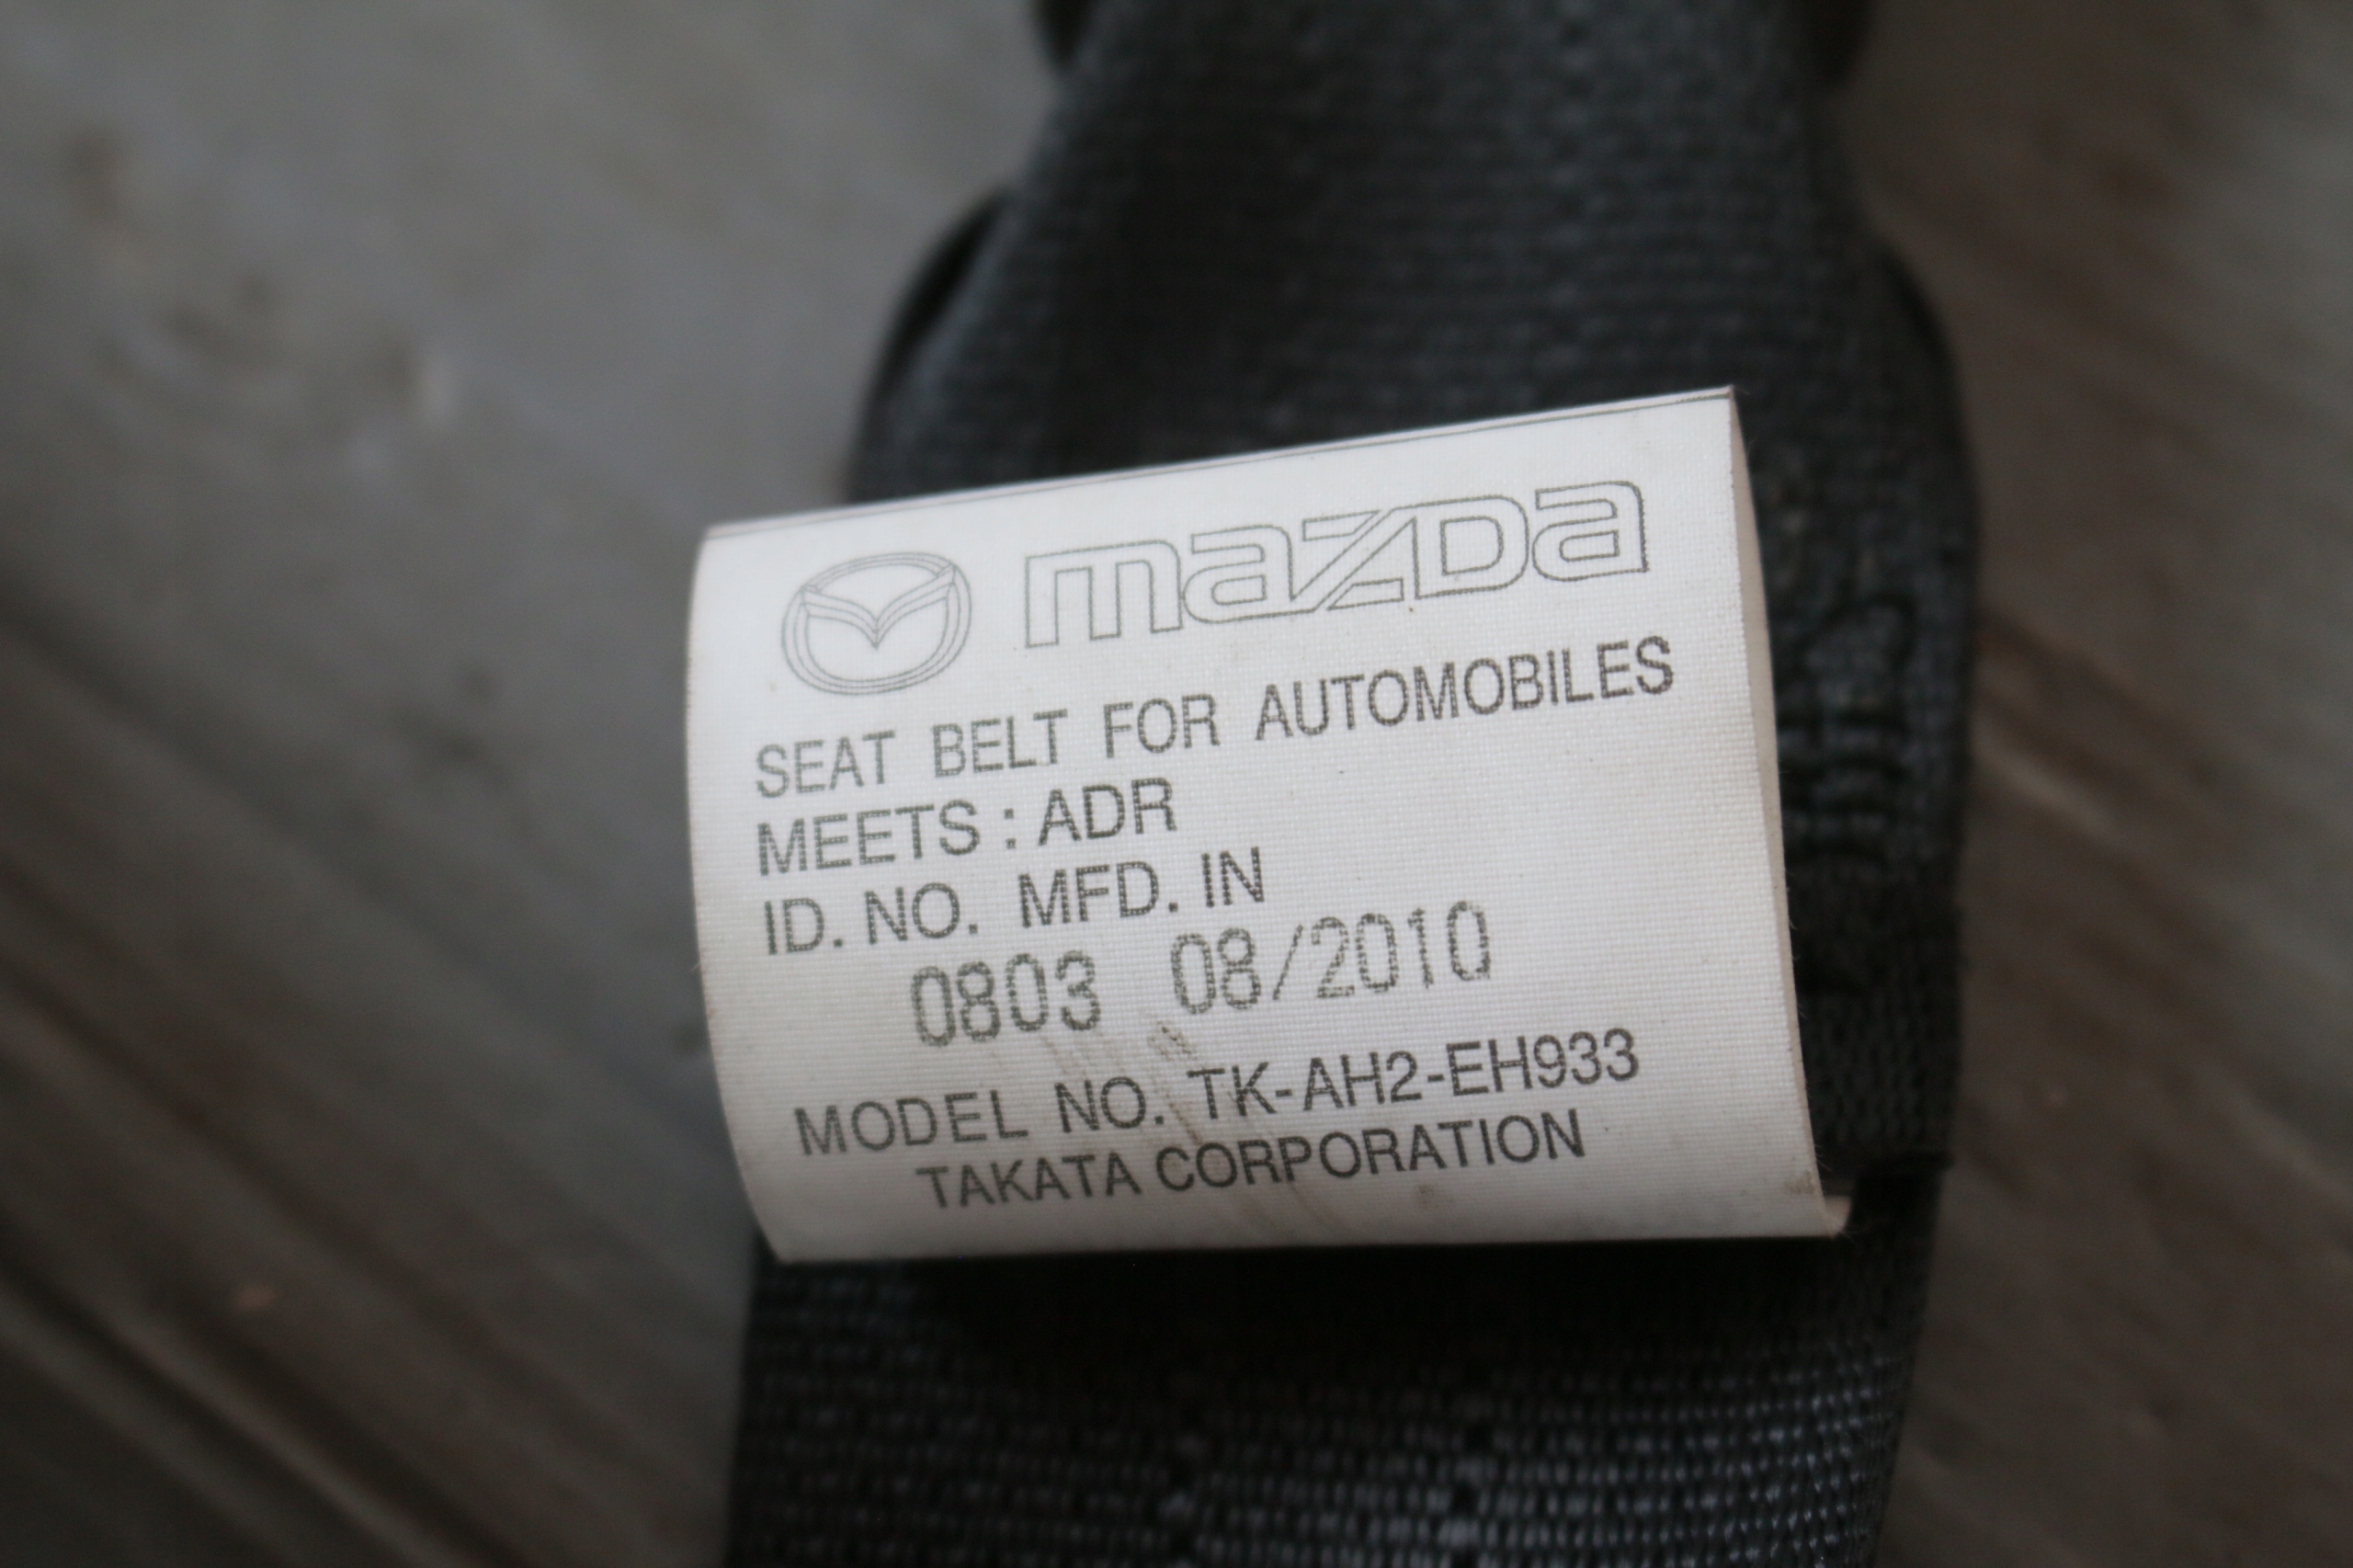 mazda
SEAT BELT FOR AUTOMOBILES
MEETS : ADR
ID. NO. MFD. IN
0803 08/2010
MODEL NO. TK-AH2-EH933
TAKATA CORPORATION